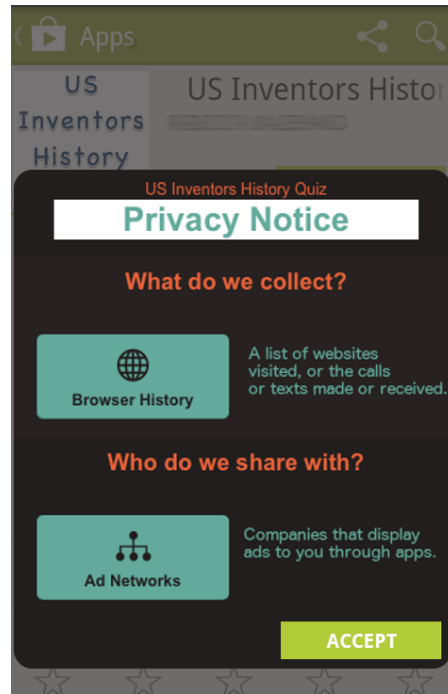 Apps
US
Inventors
History
US Inventors Histor
US Inventors History Quiz
Privacy Notice
What do we collect?
Browser History
A list of websites
visited, or the calls
or texts made or received.
Who do we share with?
Ad Networks
Companies that display
ads to you through apps.
ACCEPT